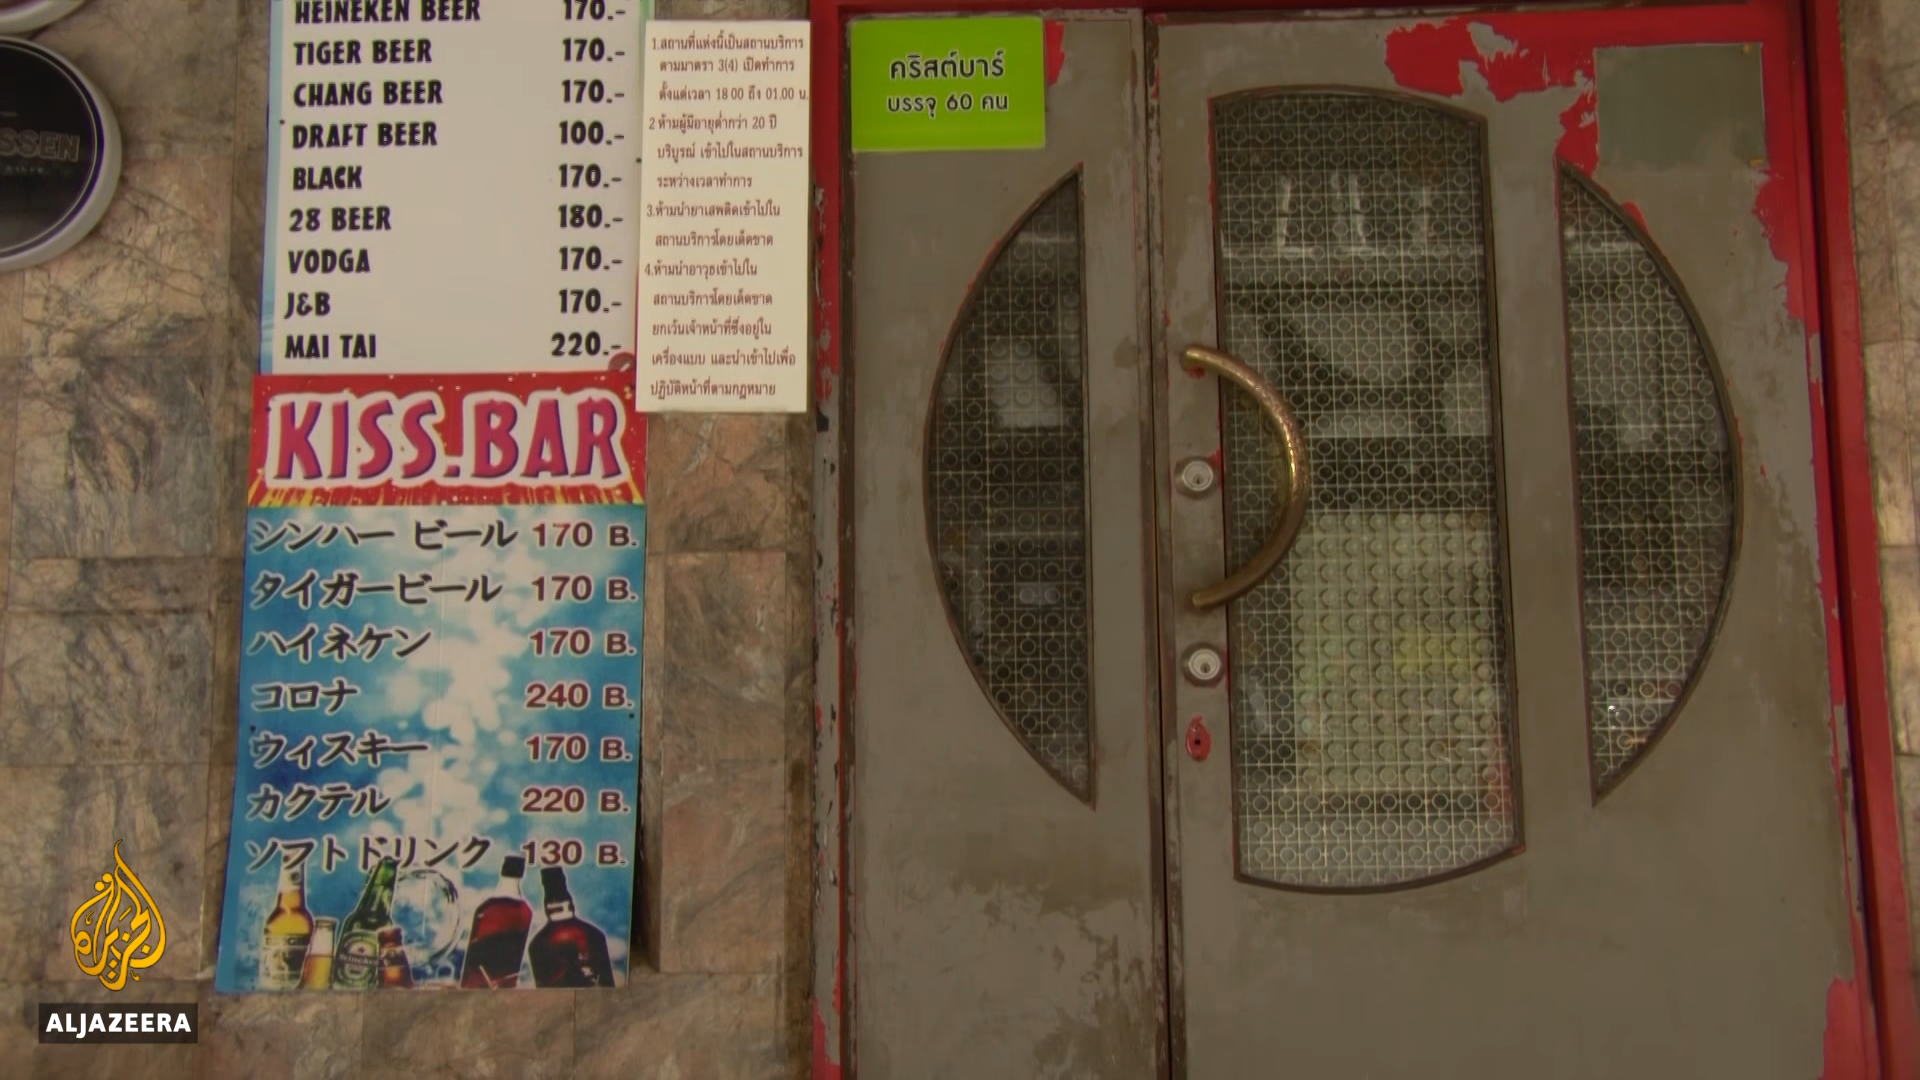 HEINEKEN BEER 170.-
TIGER BEER 170.-
CHANG BEER 170.-
DRAFT BEER 100.-
BLACK 170.-
28 BEER 180.-
VODGA 170.-
J&B 170.-
MAI TAI 220.-
KISS.BAR
シンハー ビール 170 B.
タイガービール 170 B.
ハイネケン 170 B.
コロナ 240 B.
ウィスキー 170 B.
カクテル 220 B.
ソフトドリンク 130 B.
1.สถานที่แห่งนี้เป็นสถานบริการ
ตามมาตรา 3(4) เปิดทำการ
ตั้งแต่เวลา 18 00 ถึง 01.00 น.
2 ห้ามผู้มีอายุต่ำกว่า 20 ปี
บริบูรณ์ เข้าไปในสถานบริการ
ระหว่างเวลาทำการ
3.ห้ามนำยาเสพติดเข้าไปใน
สถานบริการโดยเด็ดขาด
4.ห้ามนำอาวุธเข้าไปใน
สถานบริการโดยเด็ดขาด
ยกเว้นเจ้าหน้าที่ซึ่งอยู่ใน
เครื่องแบบ และนำเข้าไปเพื่อ
ปฏิบัติหน้าที่ตามกฎหมาย
คริสต์บาร์
บรรจุ 60 คน
SSEN
Heineken
الجزيرة
ALJAZEERA